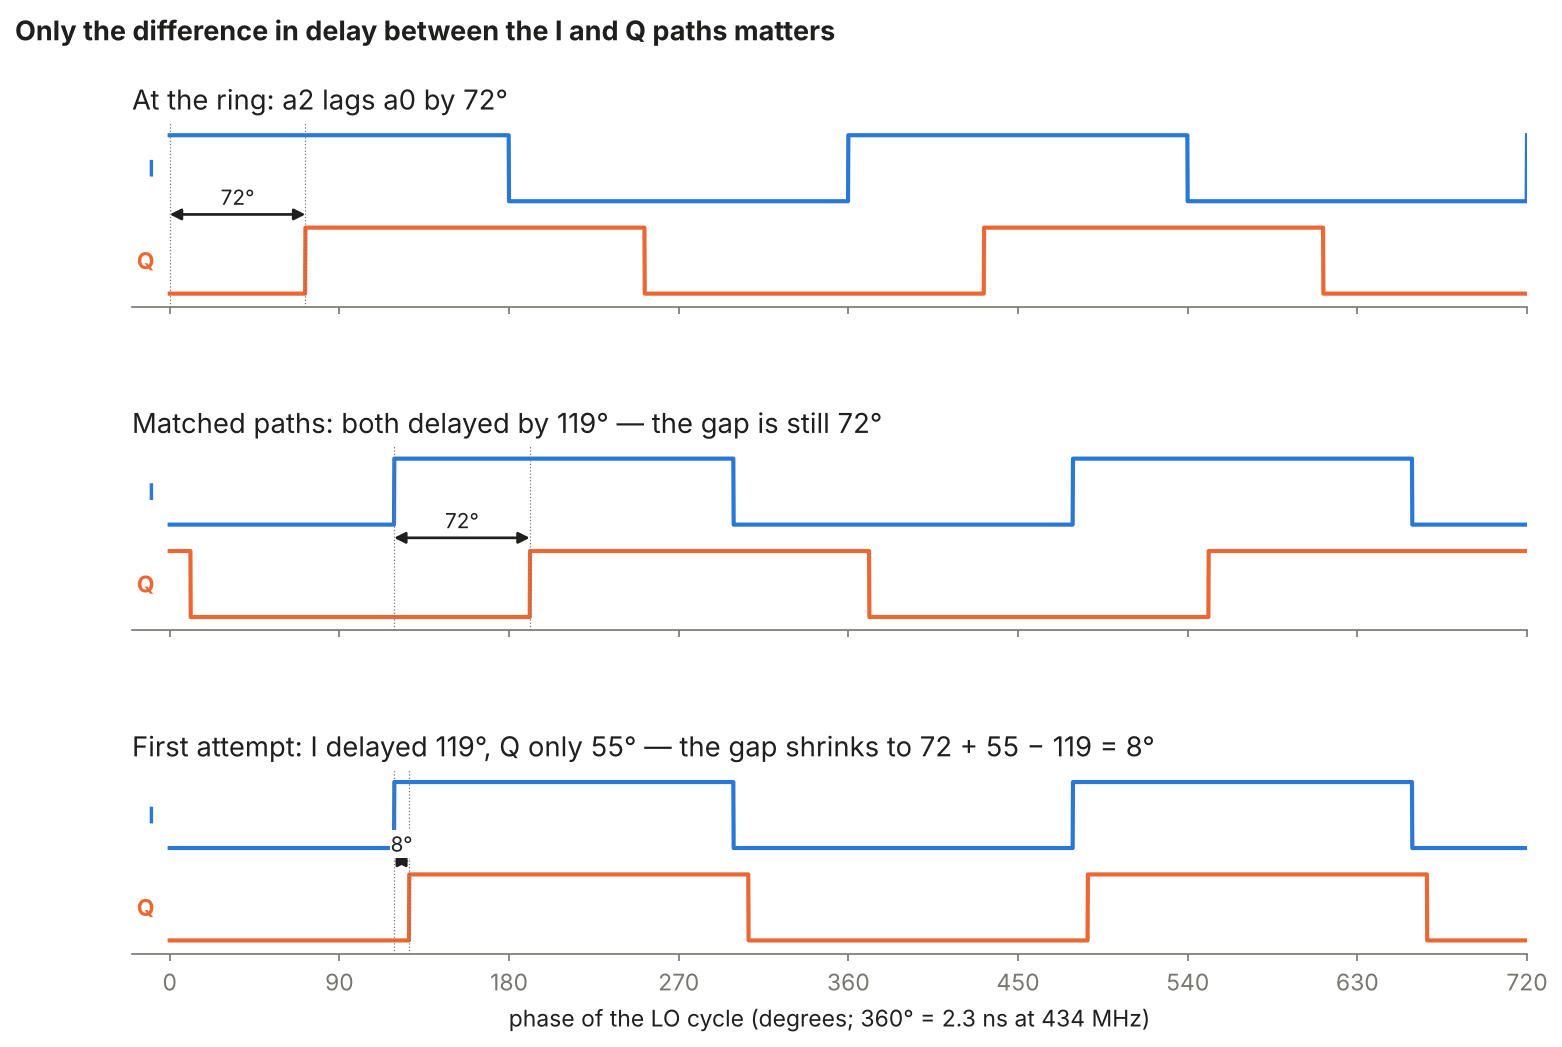 Only the difference in delay between the I and Q paths matters
At the ring: a2 lags a0 by 72°
I
72°
Q
Matched paths: both delayed by 119° — the gap is still 72°
I
72°
Q
First attempt: I delayed 119°, Q only 55° — the gap shrinks to 72 + 55 − 119 = 8°
I
8°
Q
0 90 180 270 360 450 540 630 720
phase of the LO cycle (degrees; 360° = 2.3 ns at 434 MHz)